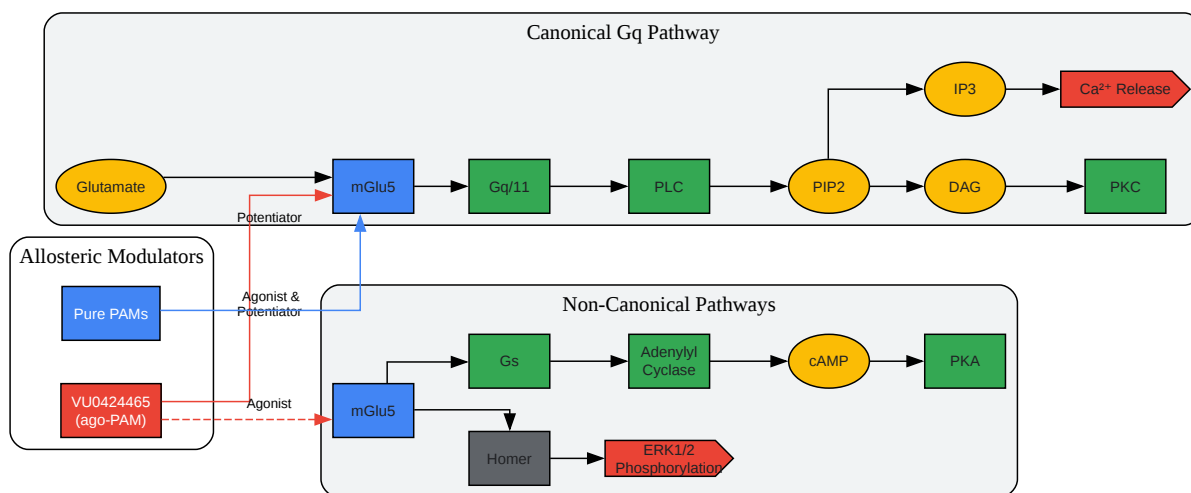 Canonical Gq Pathway
IP3
Ca²⁺ Release
Glutamate
mGlu5
Gq/11
PLC
PIP2
DAG
PKC
Potentiator
Allosteric Modulators
Pure PAMs
Agonist &
Potentiator
VU0424465
(ago-PAM)
Agonist
Non-Canonical Pathways
Gs
Adenylyl
Cyclase
cAMP
PKA
mGlu5
Homer
ERK1/2
Phosphorylation